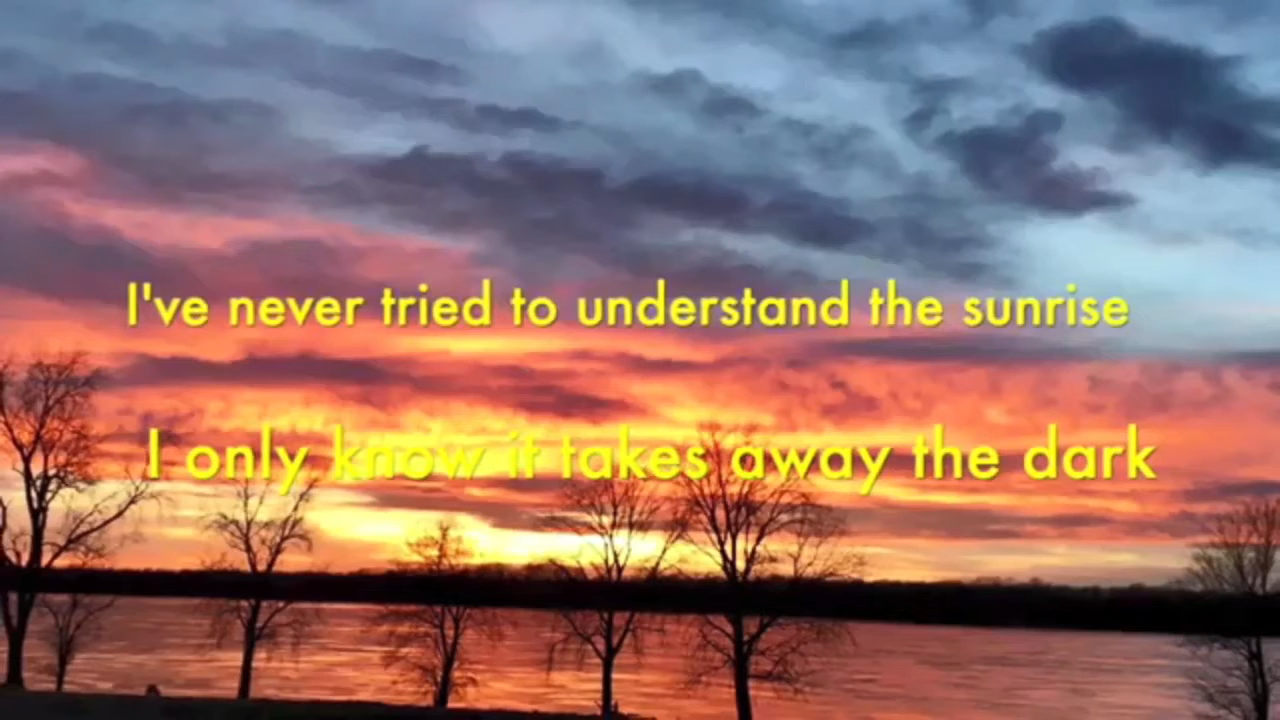 I've never tried to understand the sunrise
I only know it takes away the dark